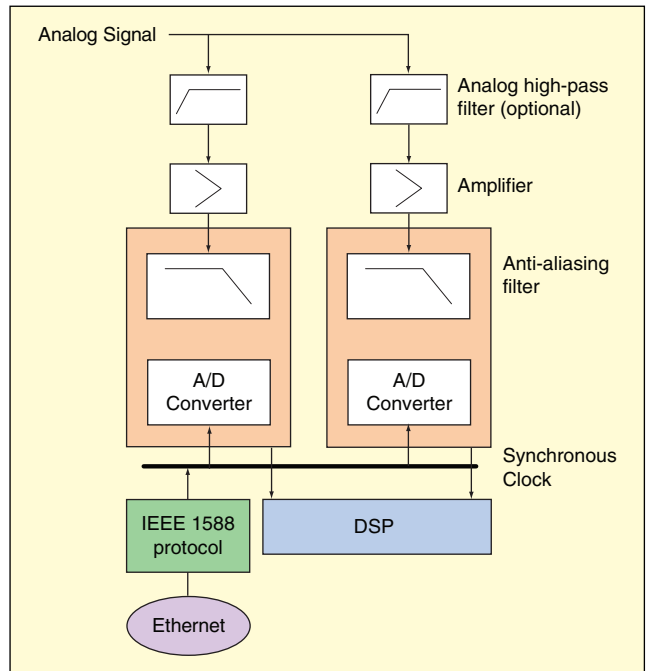 Analog Signal
Analog high-pass
filter (optional)
Amplifier
Anti-aliasing
filter
A/D
Converter
A/D
Converter
Synchronous
Clock
IEEE 1588
protocol
DSP
Ethernet